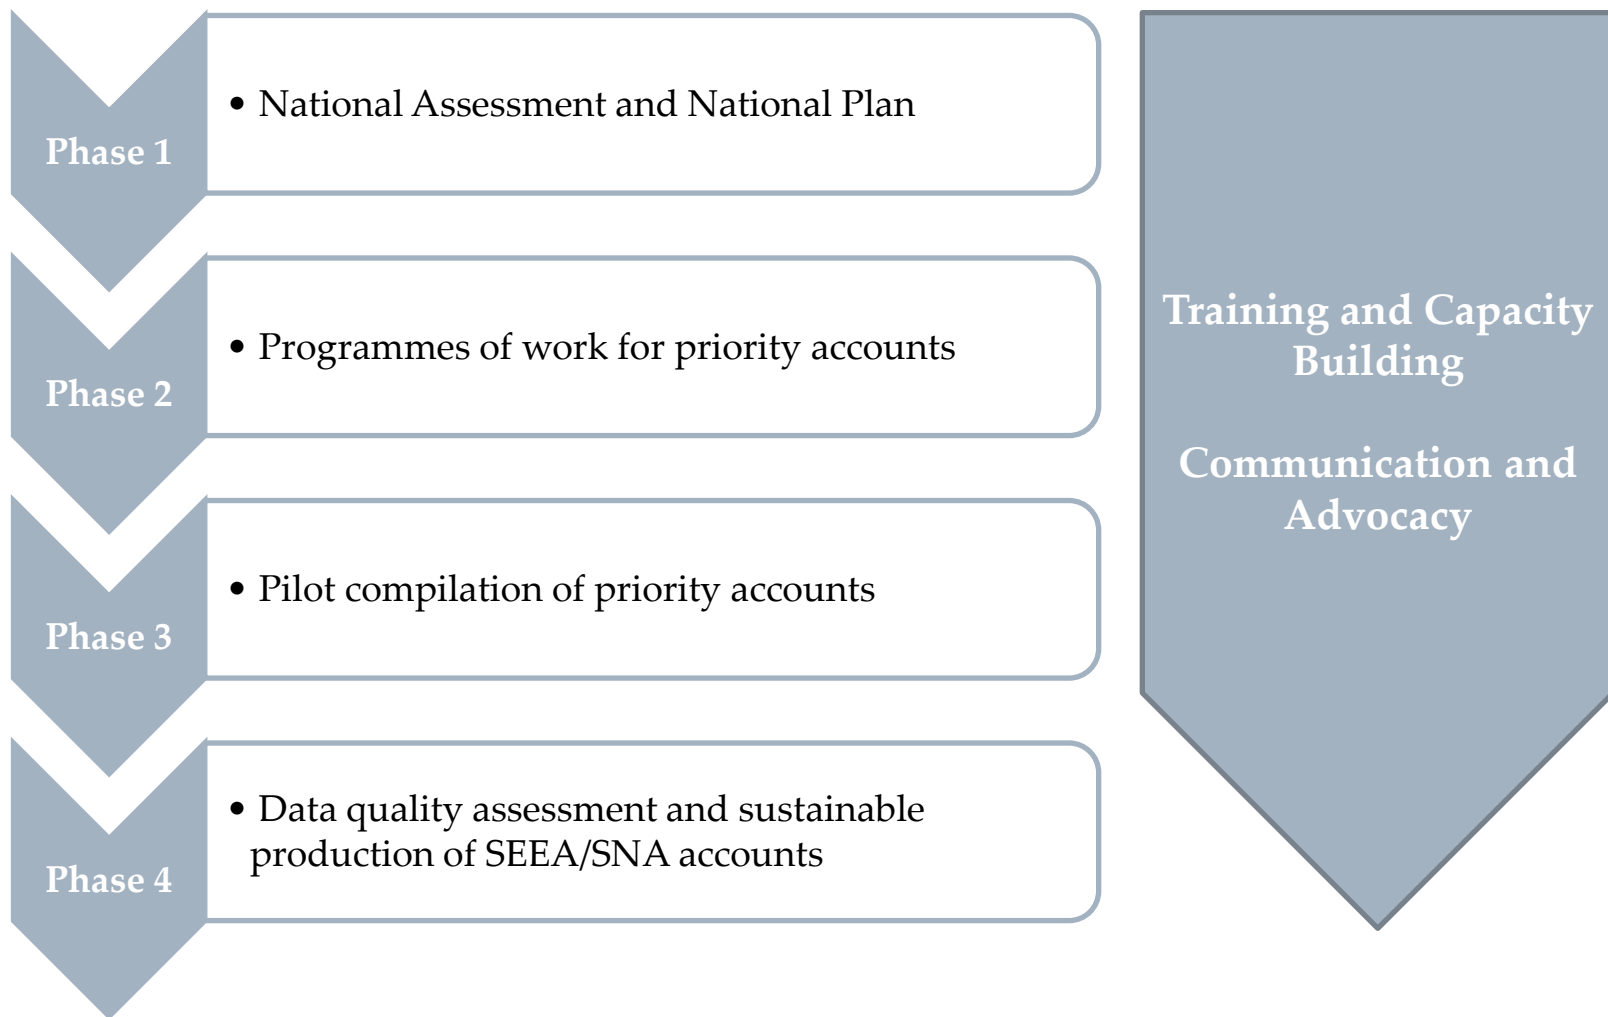 Phase 1
• National Assessment and National Plan
Phase 2
• Programmes of work for priority accounts
Phase 3
• Pilot compilation of priority accounts
Phase 4
• Data quality assessment and sustainable
production of SEEA/SNA accounts
Training and Capacity
Building
Communication and
Advocacy